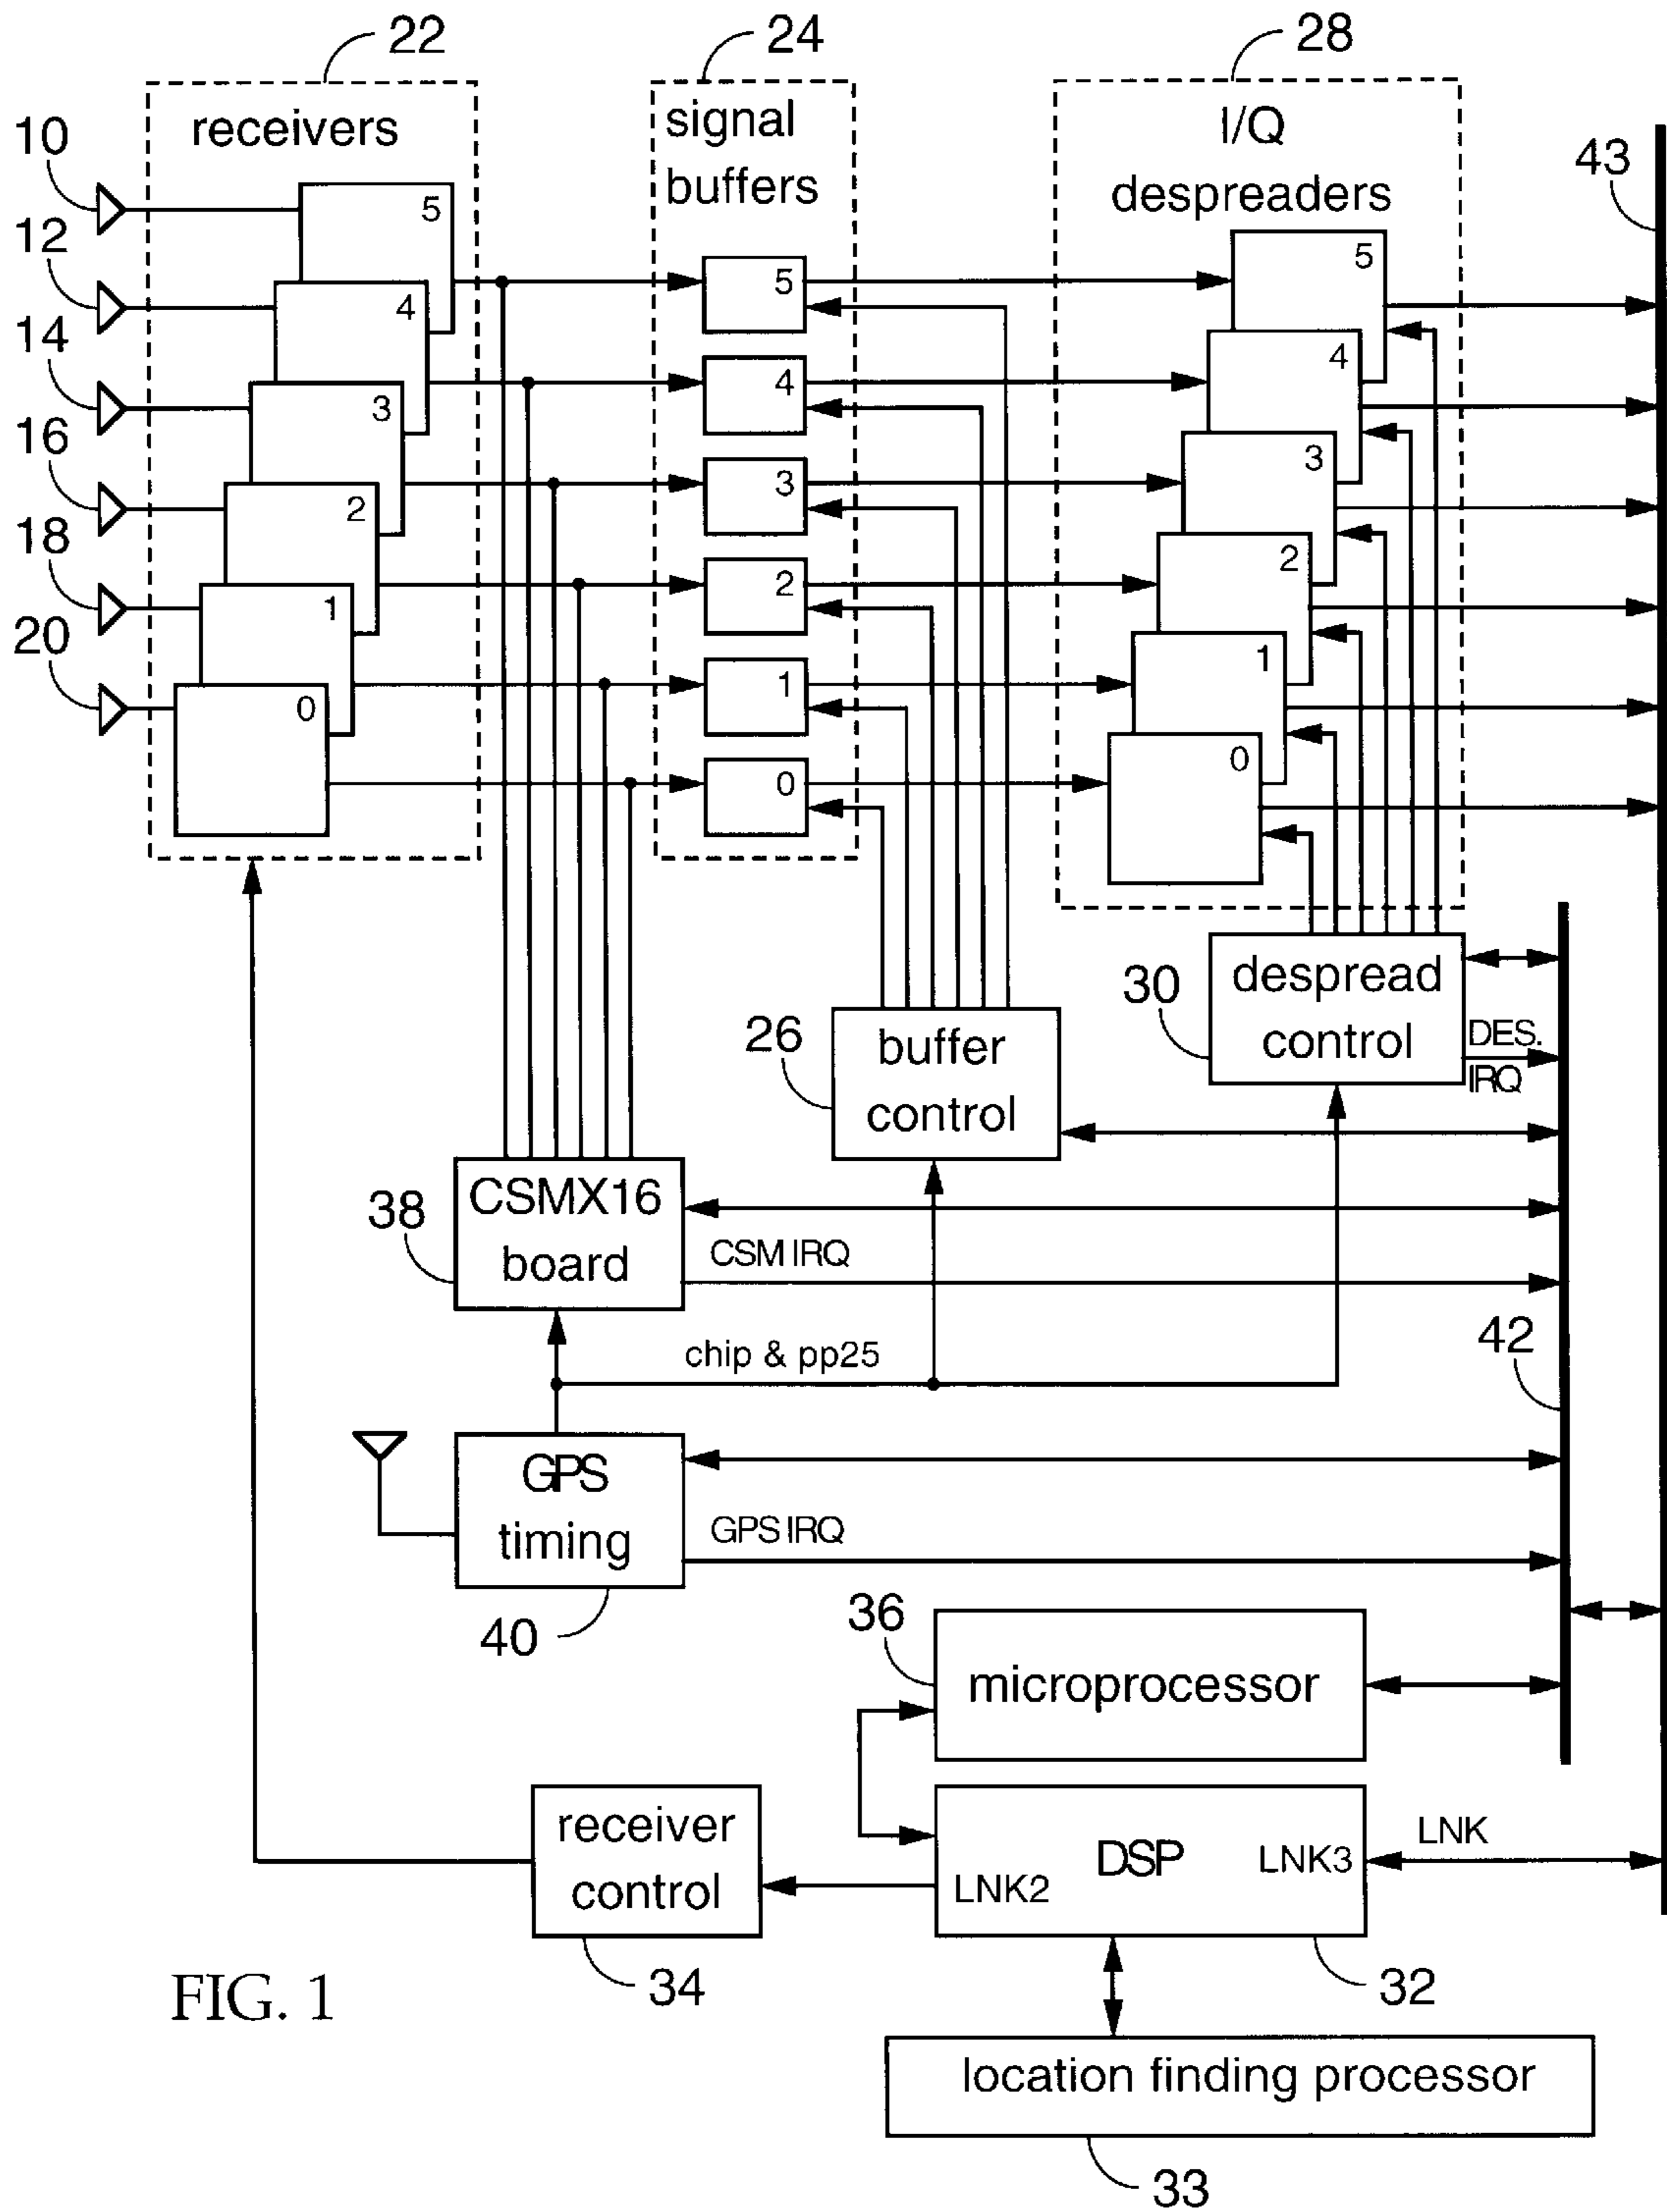 22
24
28
receivers
signal
buffers
I/Q
despreaders
10
12
14
16
18
20
43
5
4
3
2
1
0
5
4
3
2
1
0
5
4
3
2
1
0
30
despread
control
DES.
IRQ
26
buffer
control
38
CSMX16
board
CSM IRQ
chip & pp25
42
GPS
timing
GPS IRQ
40
36
microprocessor
receiver
control
34
DSP
LNK2
LNK3
LNK
32
FIG. 1
location finding processor
33